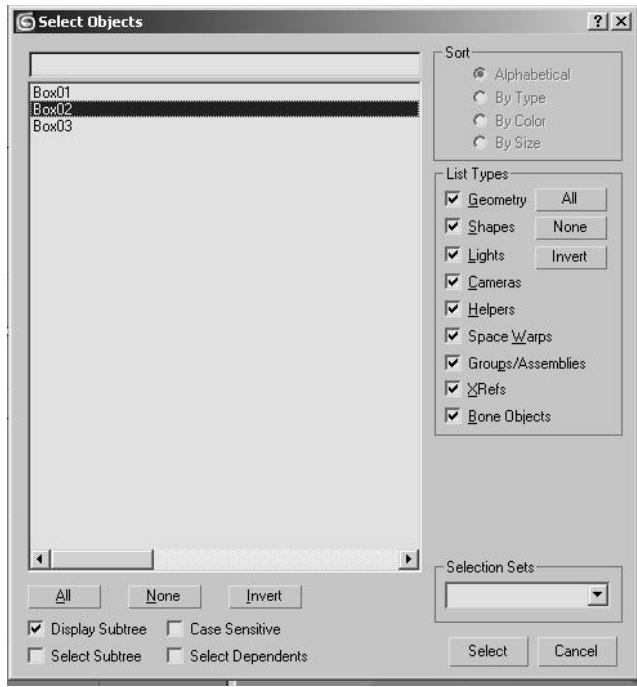 Select Objects
Box01
Box02
Box03
All
None
Invert
Display Subtree
Case Sensitive
Select Subtree
Select Dependents
Sort
Alphabetical
By Type
By Color
By Size
List Types
Geometry
All
Shapes
None
Lights
Invert
Cameras
Helpers
Space Warps
Groups/Assemblies
XRefs
Bone Objects
Selection Sets
Select
Cancel